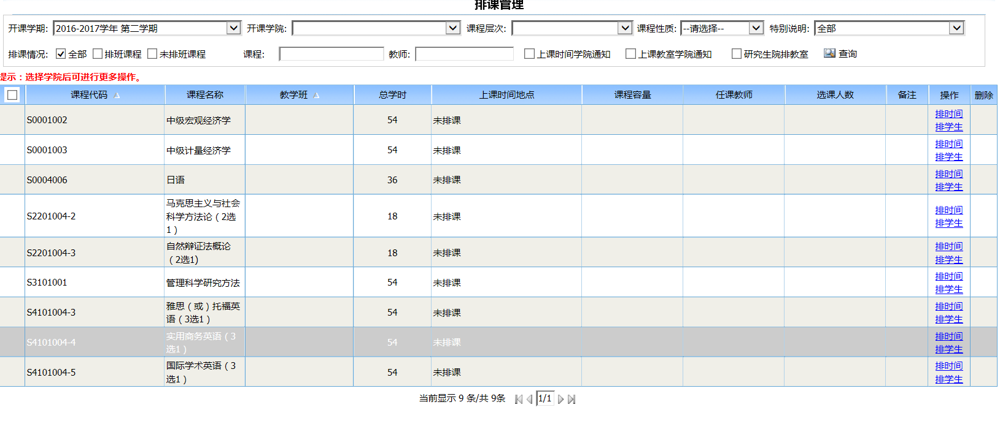 排课管理
开课学期: 2016-2017学年 第二学期 开课学院: 课程层次: 课程性质: --请选择-- 特别说明: 全部
排课情况: 全部 排班课程 未排班课程 课程: 教师: 上课时间学院通知 上课教室学院通知 研究生院排教室 查询
提示：选择学院后可进行更多操作。
课程代码 课程名称 教学班 总学时 上课时间地点 课程容量 任课教师 选课人数 备注 操作 删除
S0001002 中级宏观经济学 54 未排课 排时间
排学生
S0001003 中级计量经济学 54 未排课 排时间
排学生
S0004006 日语 36 未排课 排时间
排学生
S2201004-2 马克思主义与社会
科学方法论（2选
1） 18 未排课 排时间
排学生
S2201004-3 自然辩证法概论
（2选1) 18 未排课 排时间
排学生
S3101001 管理科学研究方法 54 未排课 排时间
排学生
S4101004-3 雅思（或）托福英
语（3选1） 54 未排课 排时间
排学生
S4101004-4 实用商务英语（3
选1） 54 未排课 排时间
排学生
S4101004-5 国际学术英语（3
选1） 54 未排课 排时间
排学生
当前显示 9 条/共 9条 1/1